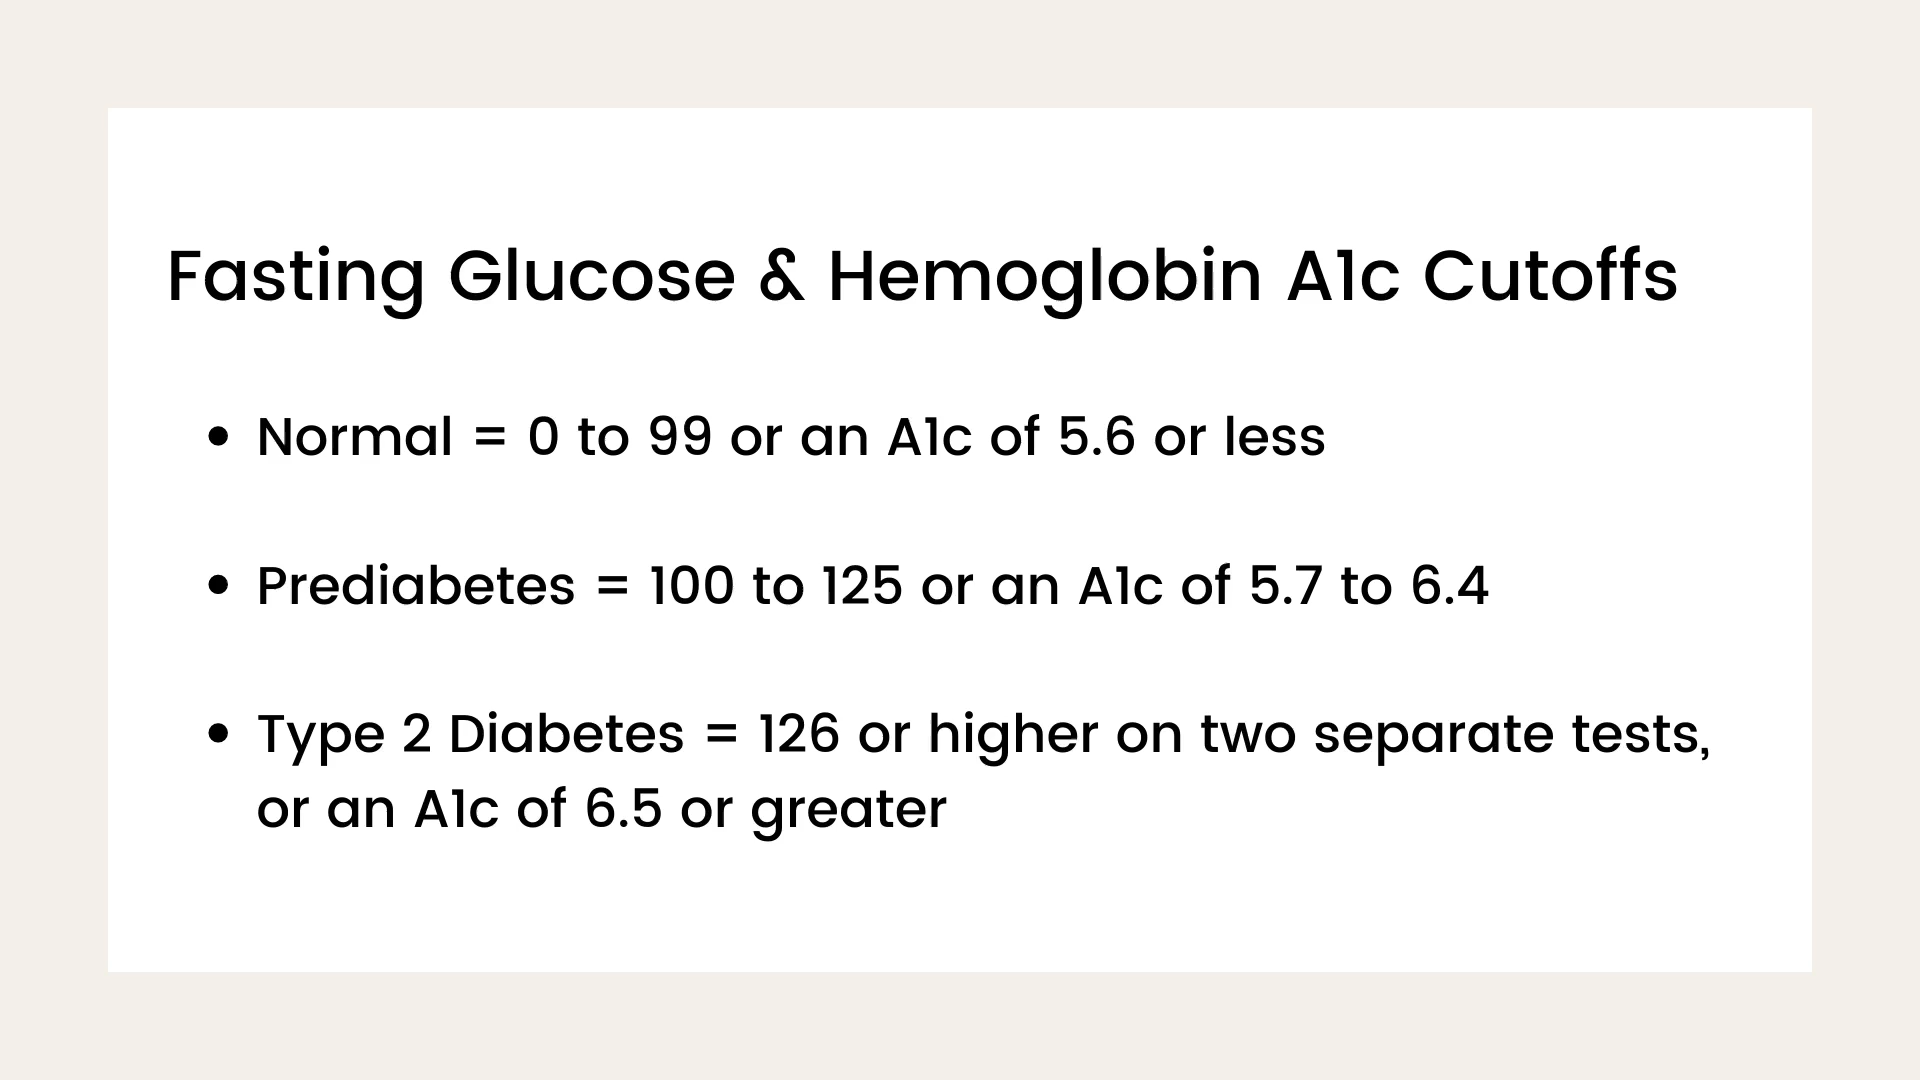 Fasting Glucose & Hemoglobin A1c Cutoffs
• Normal = 0 to 99 or an A1c of 5.6 or less
• Prediabetes = 100 to 125 or an A1c of 5.7 to 6.4
• Type 2 Diabetes = 126 or higher on two separate tests,
or an A1c of 6.5 or greater